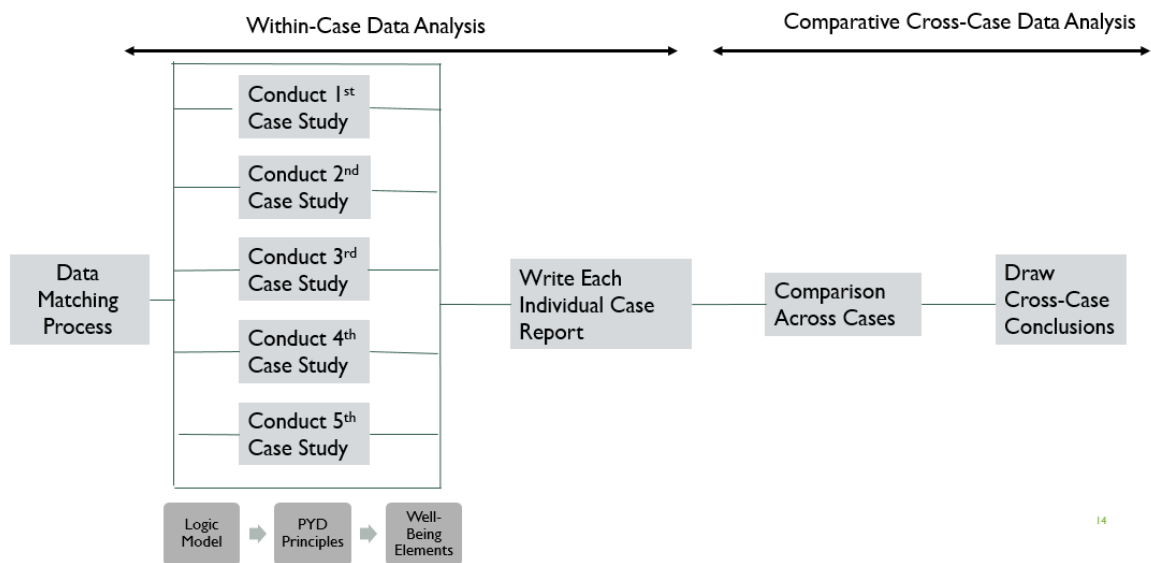 Within-Case Data Analysis
Comparative Cross-Case Data Analysis
Conduct 1st
Case Study
Conduct 2nd
Case Study
Conduct 3rd
Case Study
Conduct 4th
Case Study
Conduct 5th
Case Study
Data
Matching
Process
Write Each
Individual Case
Report
Comparison
Across Cases
Draw
Cross-Case
Conclusions
Logic
Model
PYD
Principles
Well-
Being
Elements
14